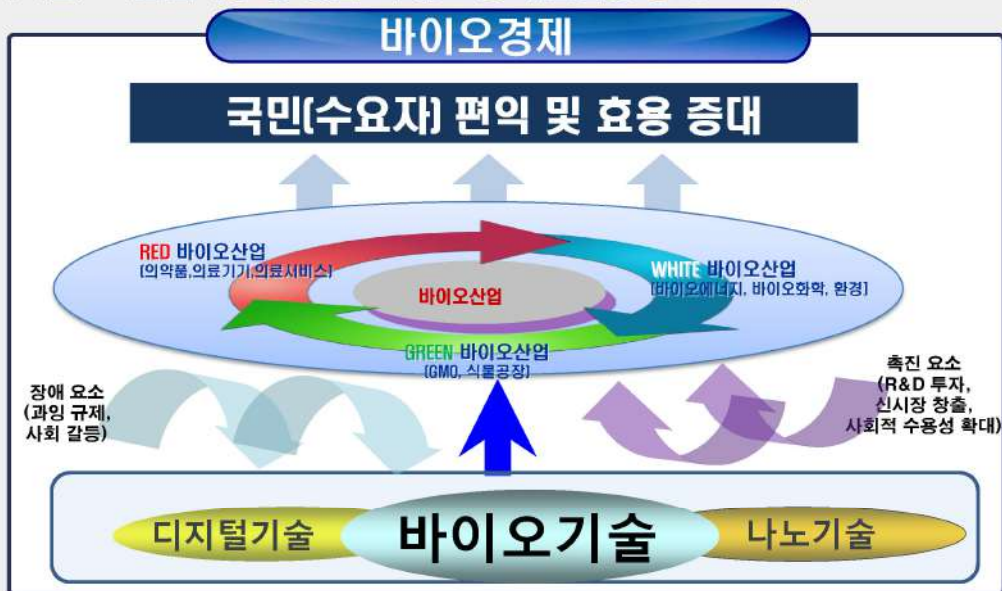 바이오경제
국민(수요자) 편익 및 효용 증대
RED 바이오산업
[의약품,의료기기,의료서비스]
WHITE 바이오산업
[바이오에너지, 바이오화학, 환경]
바이오산업
GREEN 바이오산업
[GMO, 식물공장]
장애 요소
(과잉 규제,
사회 갈등)
촉진 요소
(R&D 투자,
신시장 창출,
사회적 수용성 확대)
디지털기술
바이오기술
나노기술